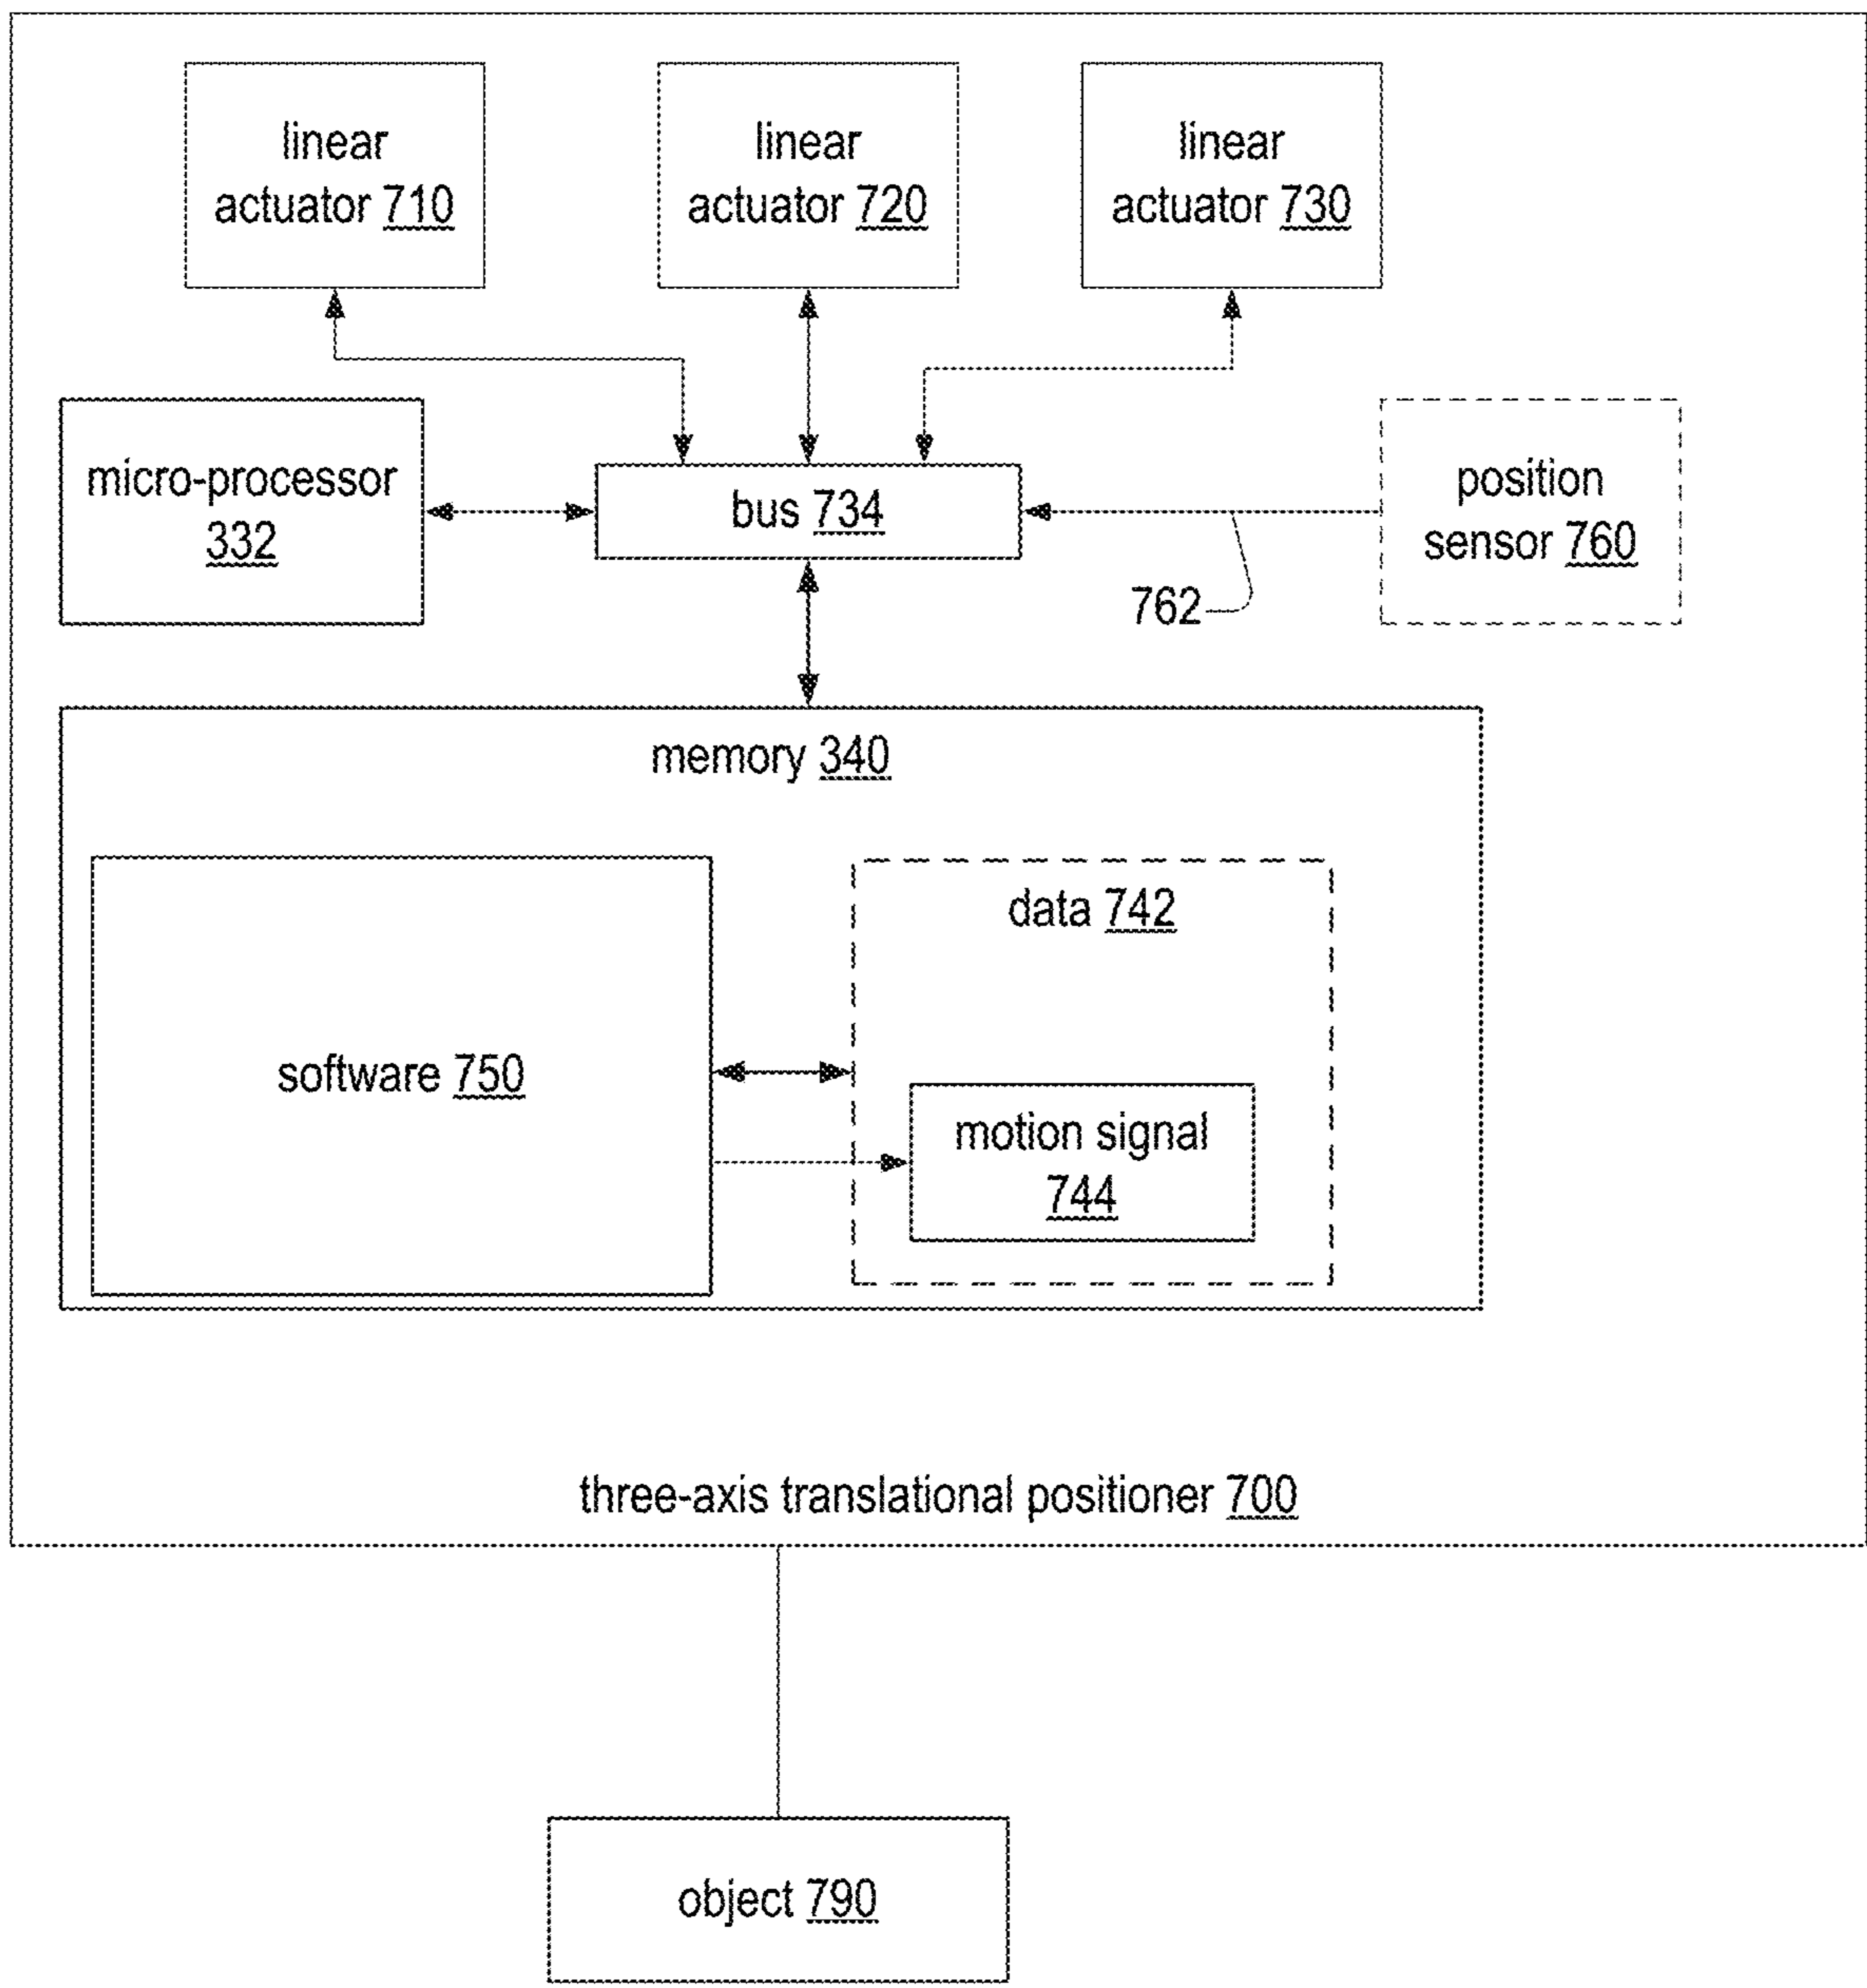 linear
actuator 710
linear
actuator 720
linear
actuator 730
micro-processor
332
bus 734
position
sensor 760
762
memory 340
software 750
data 742
motion signal
744
three-axis translational positioner 700
object 790